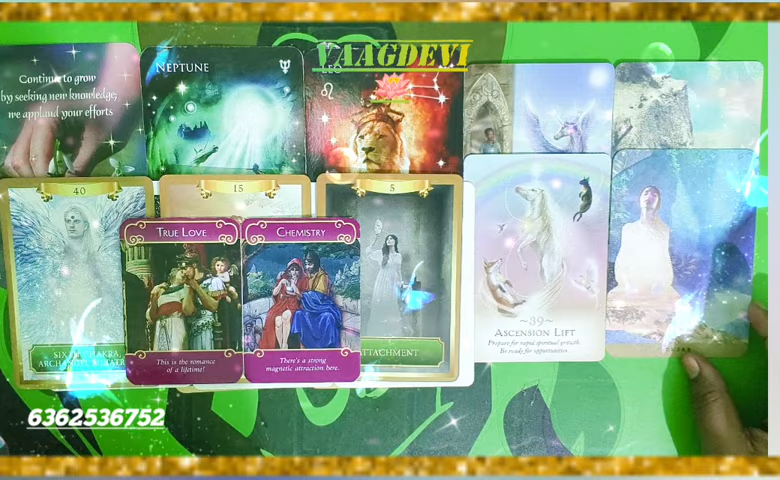 VAAGDEVI
Continue to grow
by seeking new knowledge;
we applaud your efforts
NEPTUNE
LEO
40
15
5
TRUE LOVE
CHEMISTRY
This is the romance
of a lifetime!
There's a strong
magnetic attraction here.
ATTACHMENT
~39~
ASCENSION LIFT
Prepare for rapid spiritual growth.
Be ready for opportunities.
6362536752